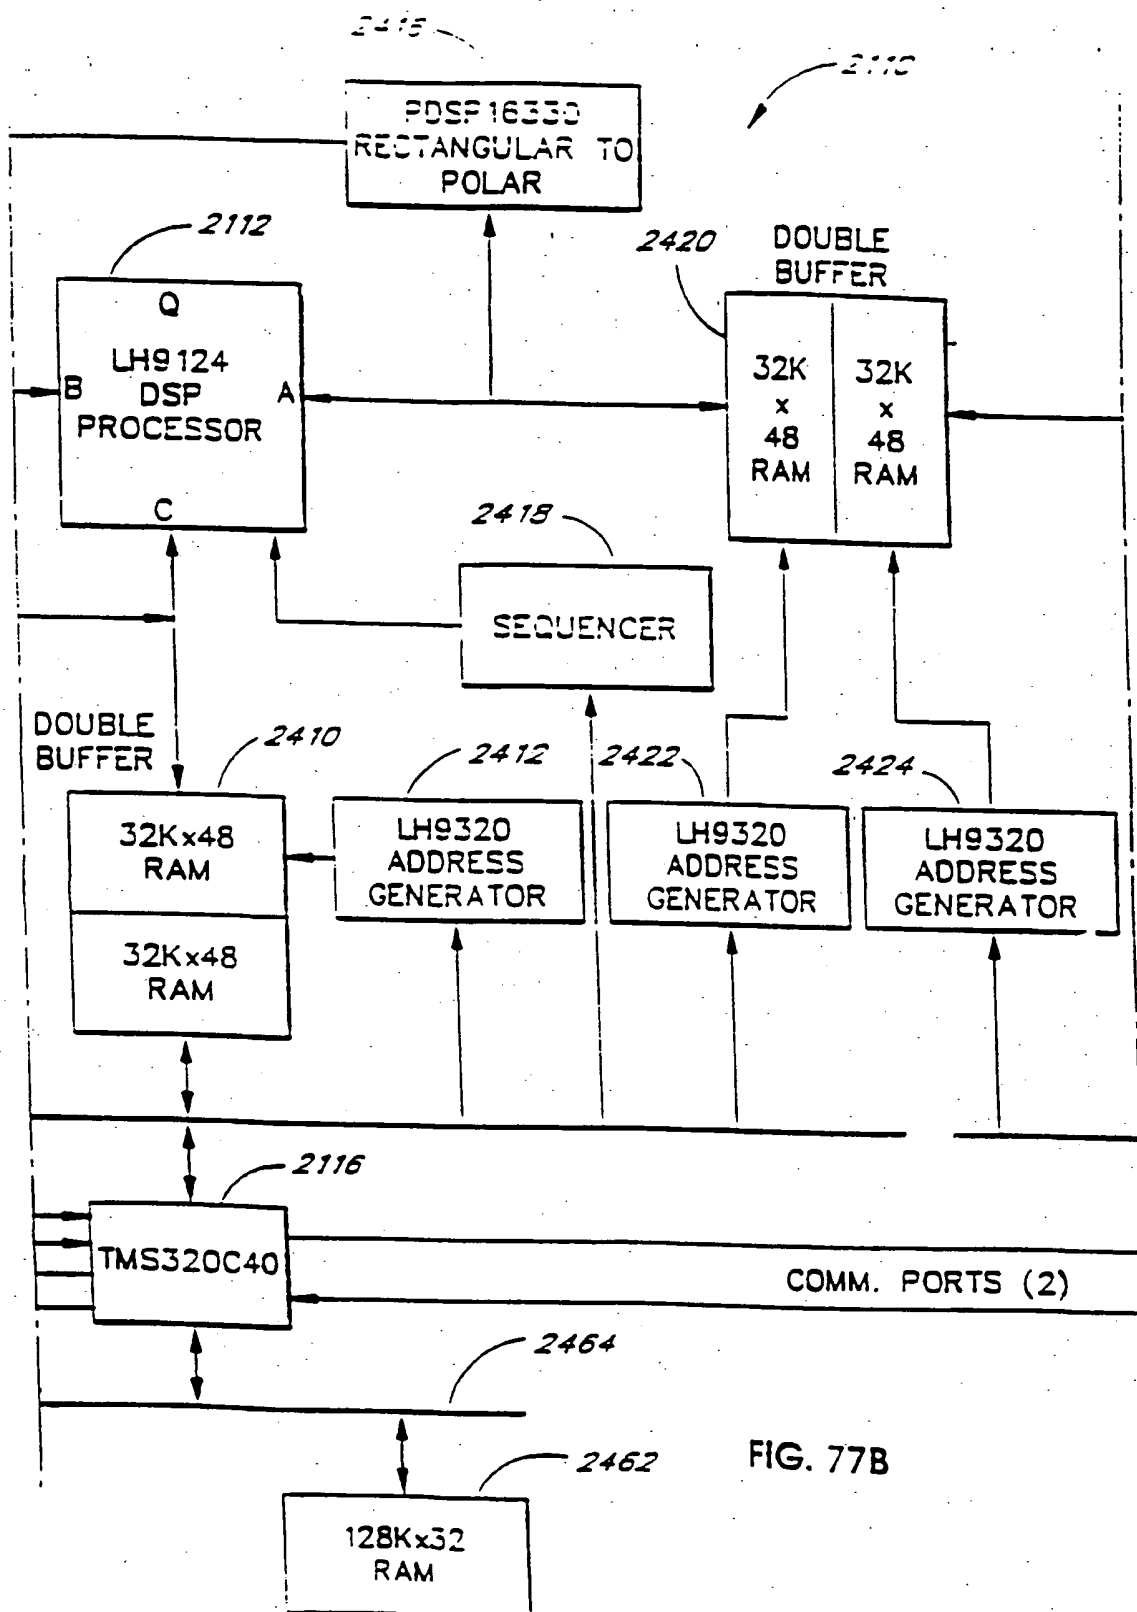 2110
PDSP16330
RECTANGULAR TO
POLAR
2112
Q
LH9124
DSP
PROCESSOR
B
A
C
2420
DOUBLE
BUFFER
32K
x
48
RAM
32K
x
48
RAM
2418
SEQUENCER
DOUBLE
BUFFER
2410
32Kx48
RAM
32Kx48
RAM
2412
LH9320
ADDRESS
GENERATOR
2422
LH9320
ADDRESS
GENERATOR
2424
LH9320
ADDRESS
GENERATOR
2116
TMS320C40
COMM. PORTS (2)
2464
2462
128Kx32
RAM
FIG. 77B